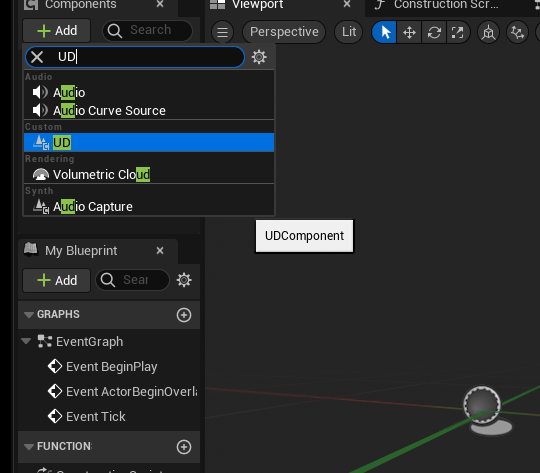 Components
Viewport
Construction Scr...
Add
Search
Perspective
Lit
UD
Audio
Audio
Audio Curve Source
Custom
UD
Rendering
Volumetric Cloud
Synth
Audio Capture
UDComponent
My Blueprint
Add
Sear
GRAPHS
EventGraph
Event BeginPlay
Event ActorBeginOverla
Event Tick
FUNCTION